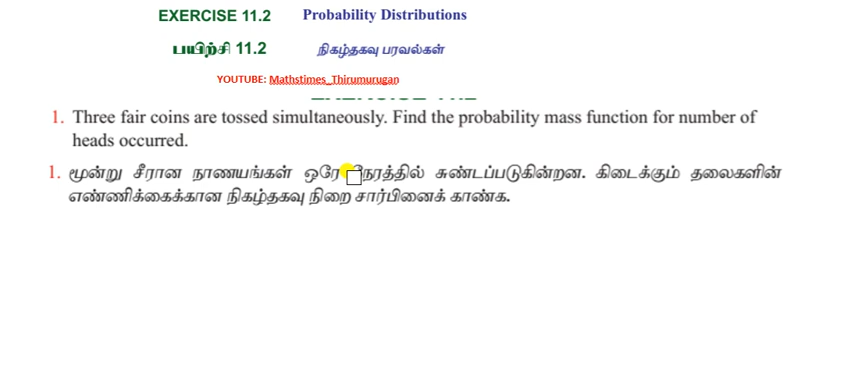 EXERCISE 11.2 Probability Distributions
பயிற்சி 11.2 நிகழ்தகவு பரவல்கள்
YOUTUBE: Mathstimes_Thirumurugan
1. Three fair coins are tossed simultaneously. Find the probability mass function for number of
heads occurred.
1. மூன்று சீரான நாணயங்கள் ஒரே நேரத்தில் சுண்டப்படுகின்றன. கிடைக்கும் தலைகளின்
எண்ணிக்கைக்கான நிகழ்தகவு நிறை சார்பினைக் காண்க.